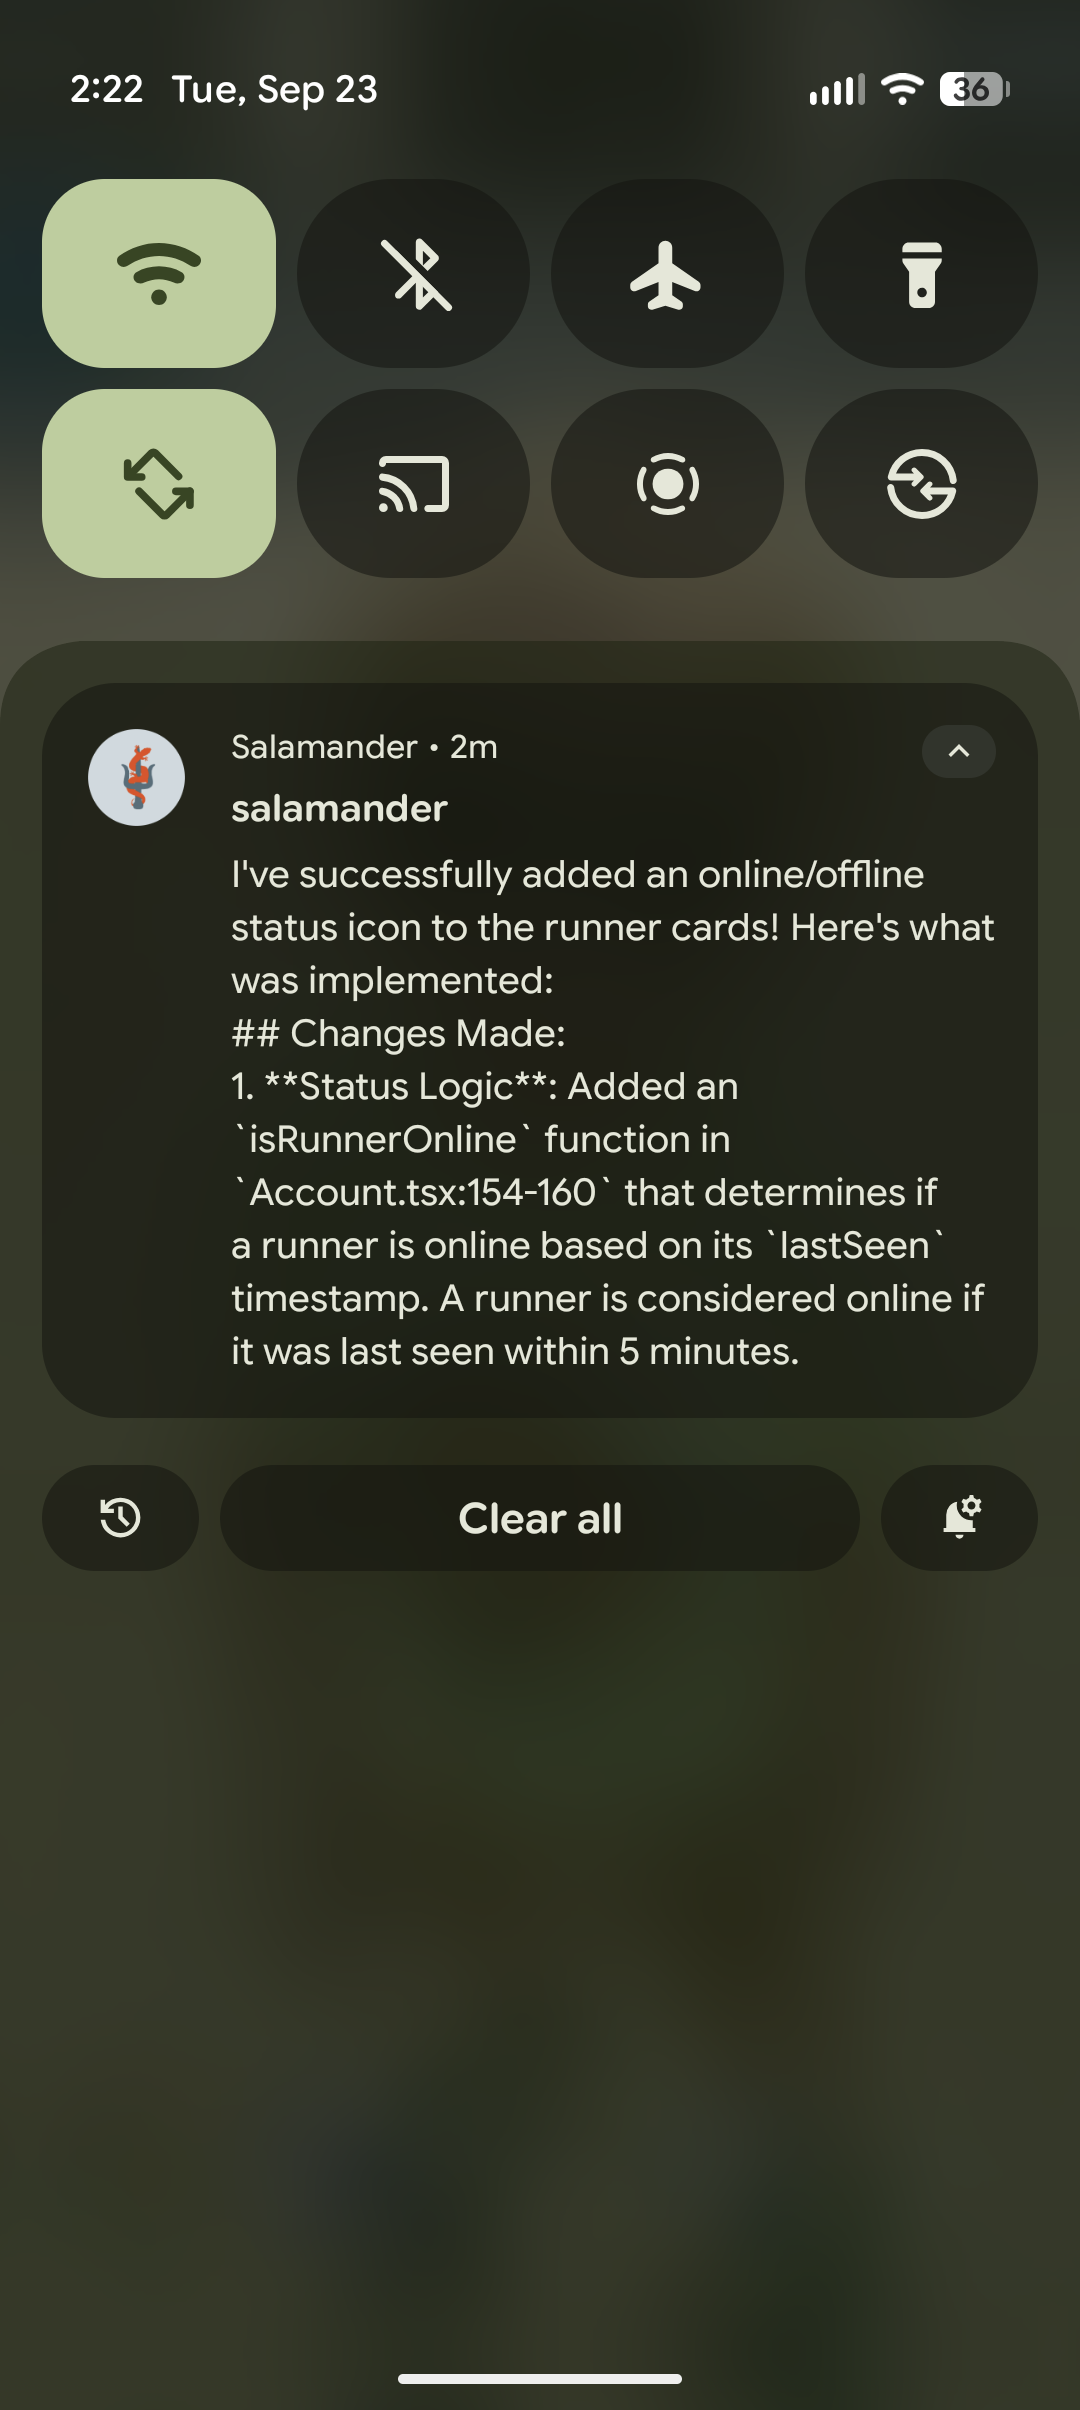 2:22 Tue, Sep 23 36
Salamander • 2m
salamander
I've successfully added an online/offline
status icon to the runner cards! Here's what
was implemented:
## Changes Made:
1. **Status Logic**: Added an
`isRunnerOnline` function in
`Account.tsx:154-160` that determines if
a runner is online based on its `lastSeen`
timestamp. A runner is considered online if
it was last seen within 5 minutes.
Clear all